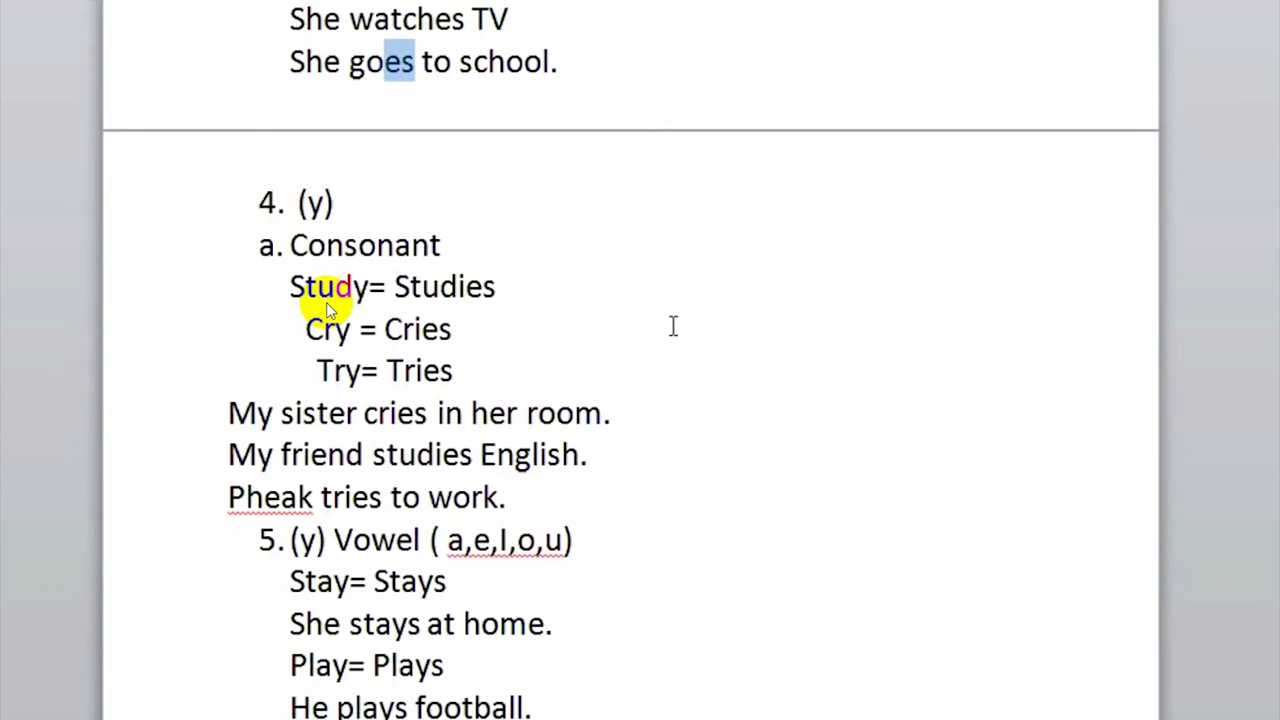 She watches TV
She goes to school.
4. (y)
a. Consonant
Study= Studies
Cry = Cries
Try= Tries
My sister cries in her room.
My friend studies English.
Pheak tries to work.
5. (y) Vowel ( a,e,I,o,u)
Stay= Stays
She stays at home.
Play= Plays
He plays football.